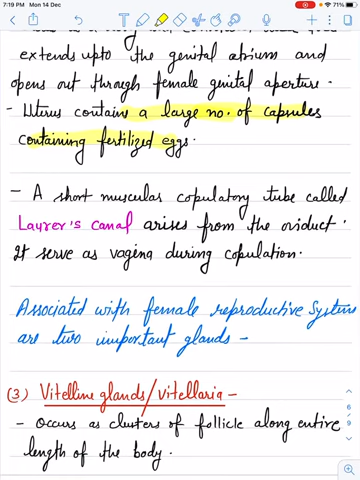 7:19 PM Mon 14 Dec
extends upto the genital atrium and
opens out through female genital aperture.
- Uterus contains a large no. of capsules
containing fertilized eggs.
- A short muscular copulatory tube called
Laurer's canal arises from the oviduct.
It serve as vagina during copulation.
Associated with female reproductive System
are two important glands -
(3) Vitelline glands/vitellaria -
- Occurs as clusters of follicle along entire
length of the body.
6
9